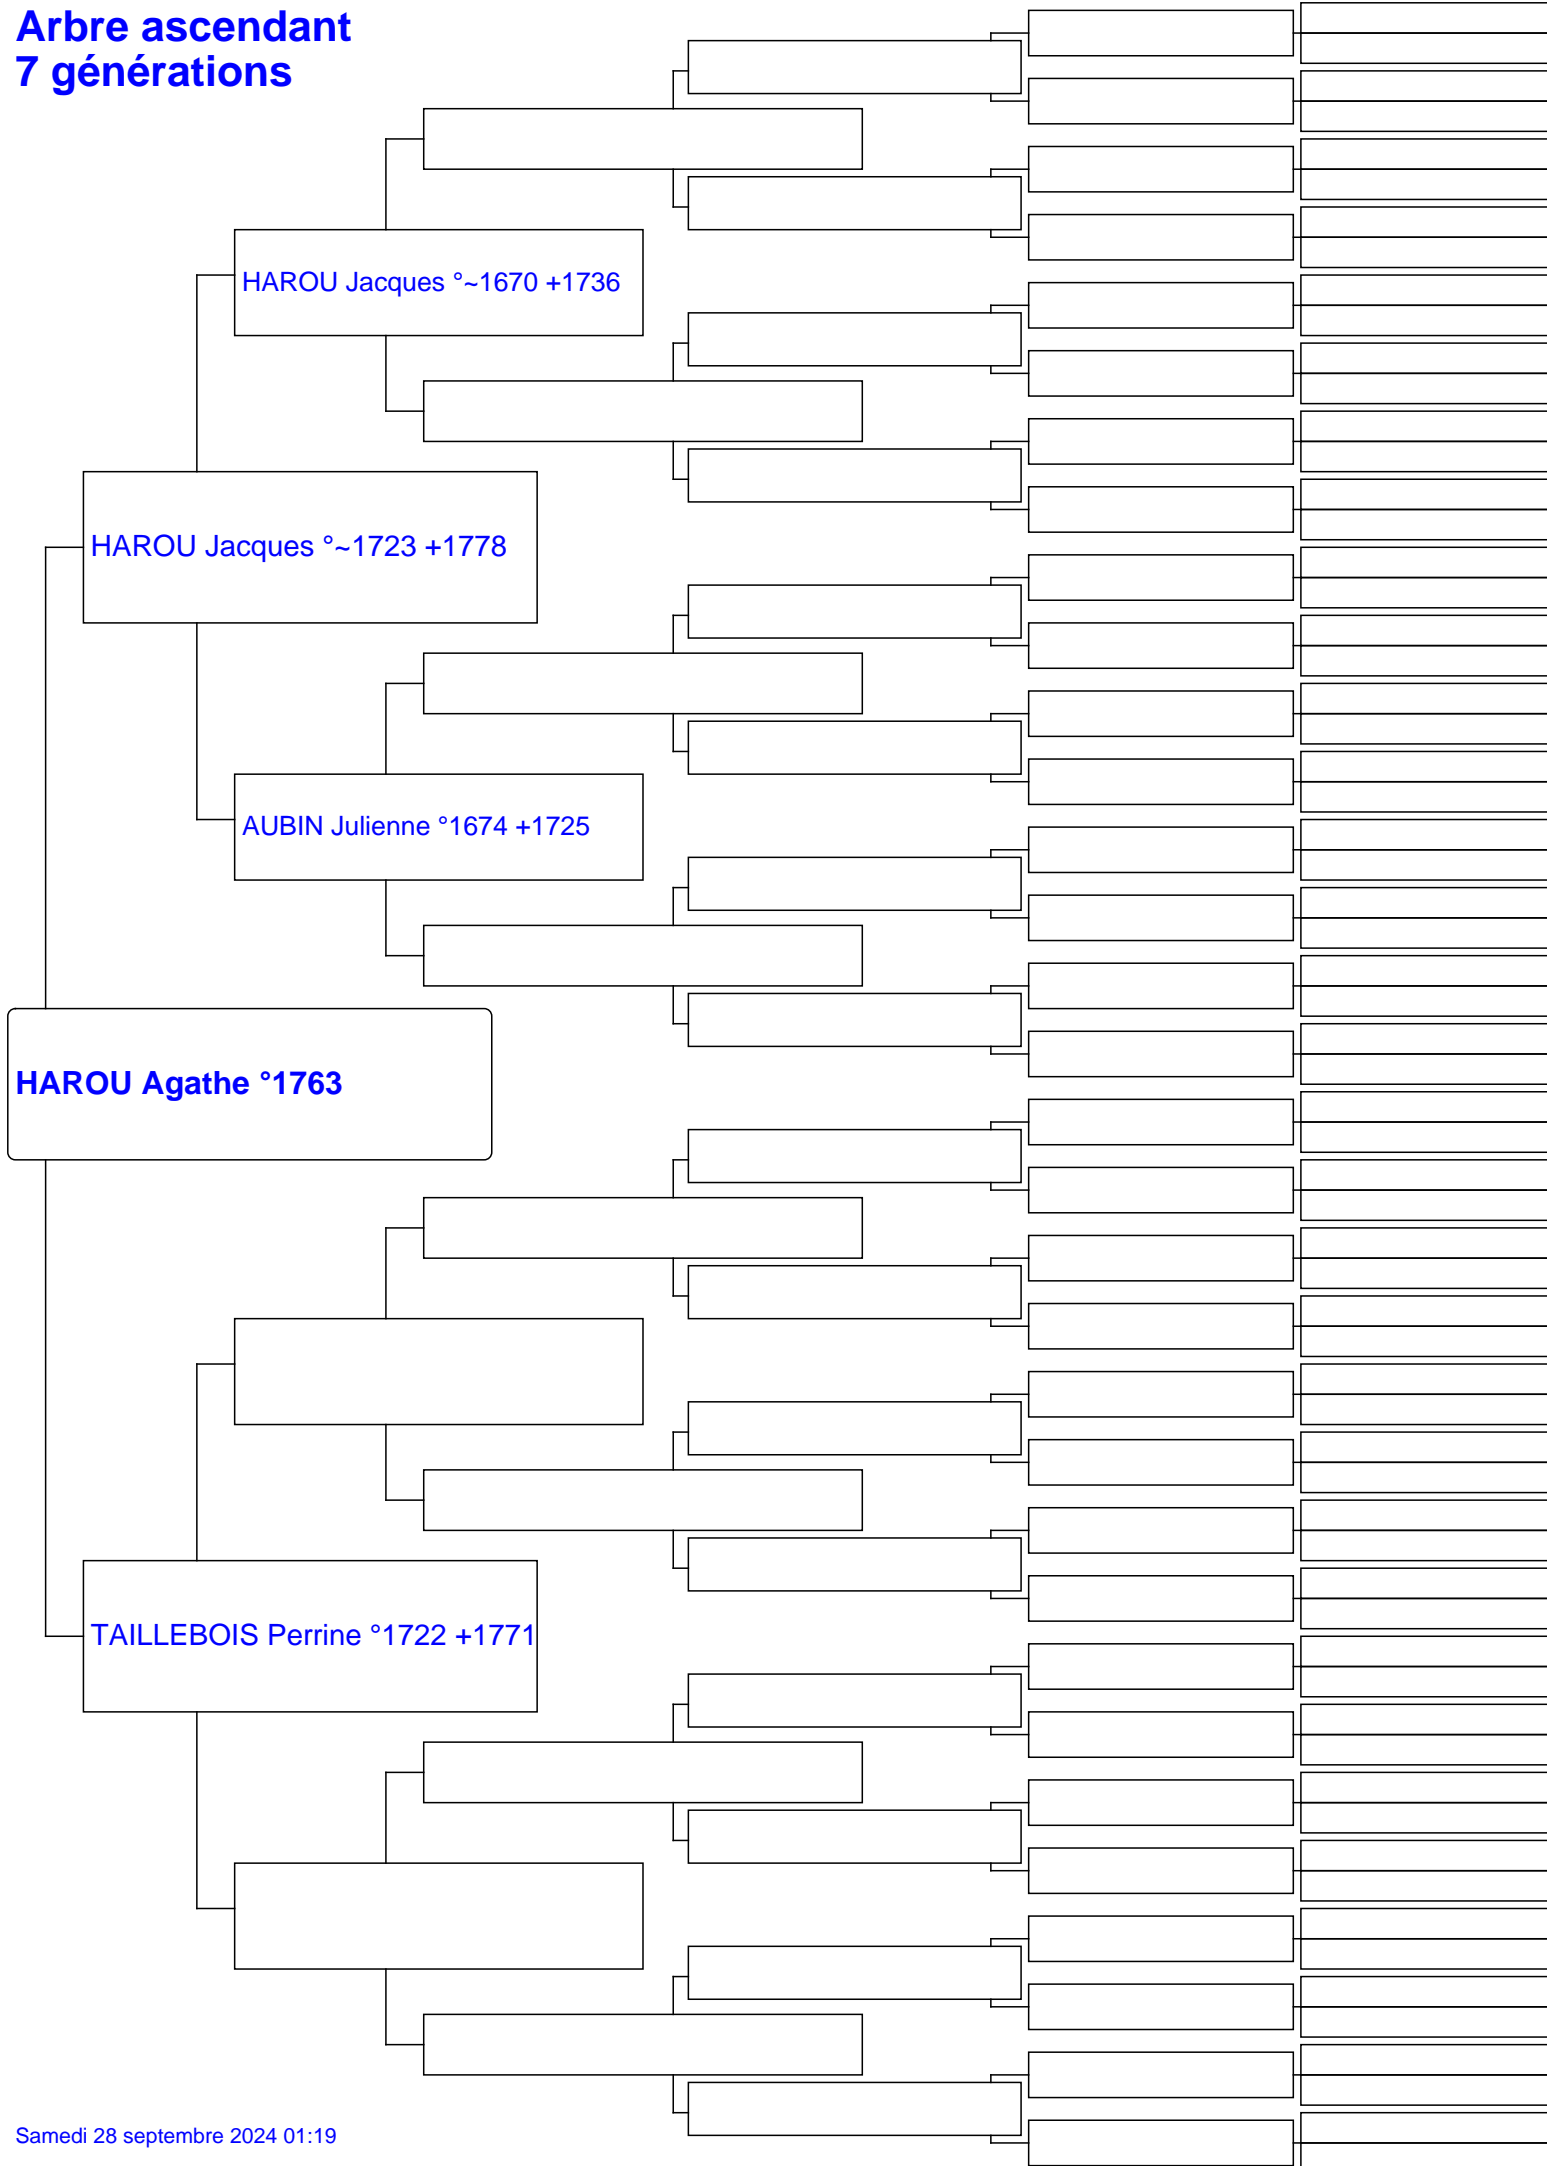 Arbre ascendant
7 générations
HAROU Jacques °~1670 +1736
HAROU Jacques °~1723 +1778
AUBIN Julienne °1674 +1725
HAROU Agathe °1763
TAILLEBOIS Perrine °1722 +1771
Samedi 28 septembre 2024 01:19